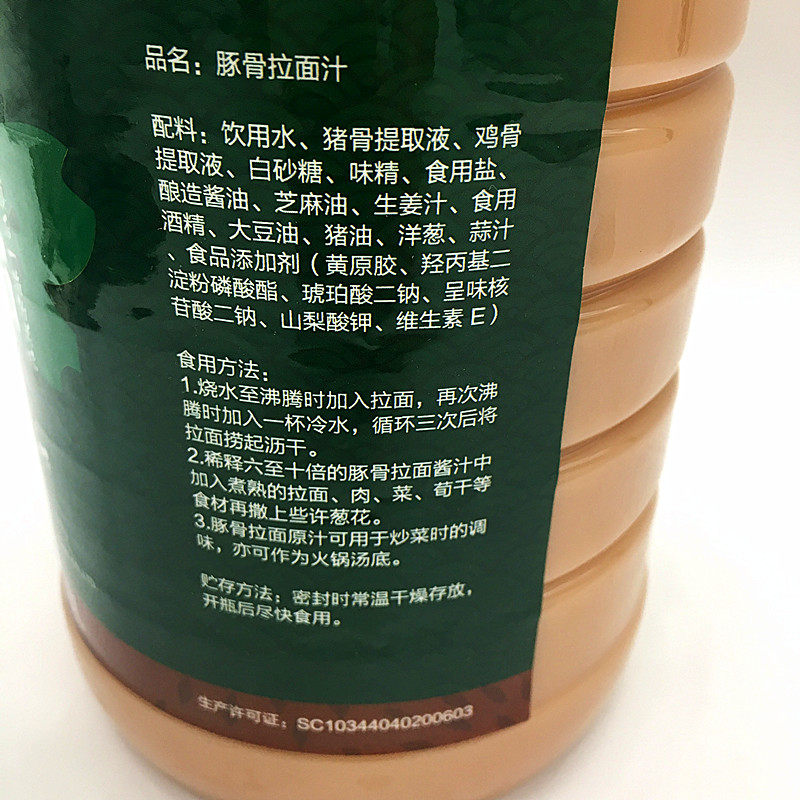 品名：豚骨拉面汁
配料：饮用水、猪骨提取液、鸡骨
提取液、白砂糖、味精、食用盐、
酿造酱油、芝麻油、生姜汁、食用
酒精、大豆油、猪油、洋葱、蒜汁
、食品添加剂（黄原胶、羟丙基二
淀粉磷酸酯、琥珀酸二钠、呈味核
苷酸二钠、山梨酸钾、维生素E）
食用方法：
1.烧水至沸腾时加入拉面，再次沸
腾时加入一杯冷水，循环三次后将
拉面捞起沥干。
2.稀释六至十倍的豚骨拉面酱汁中
加入煮熟的拉面、肉、菜、荀干等
食材再撒上些许葱花。
3.豚骨拉面原汁可用于炒菜时的调
味，亦可作为火锅汤底。
贮存方法：密封时常温干燥存放，
开瓶后尽快食用。
生产许可证：SC10344040200603